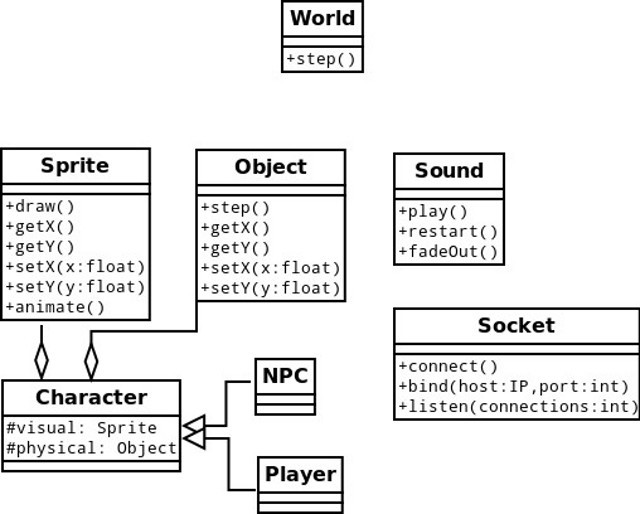 World
+step()
Sprite
+draw()
+getX()
+getY()
+setX(x:float)
+setY(y:float)
+animate()
Object
+step()
+getX()
+getY()
+setX(x:float)
+setY(y:float)
Sound
+play()
+restart()
+fadeOut()
Socket
+connect()
+bind(host:IP,port:int)
+listen(connections:int)
Character
#visual: Sprite
#physical: Object
NPC
Player